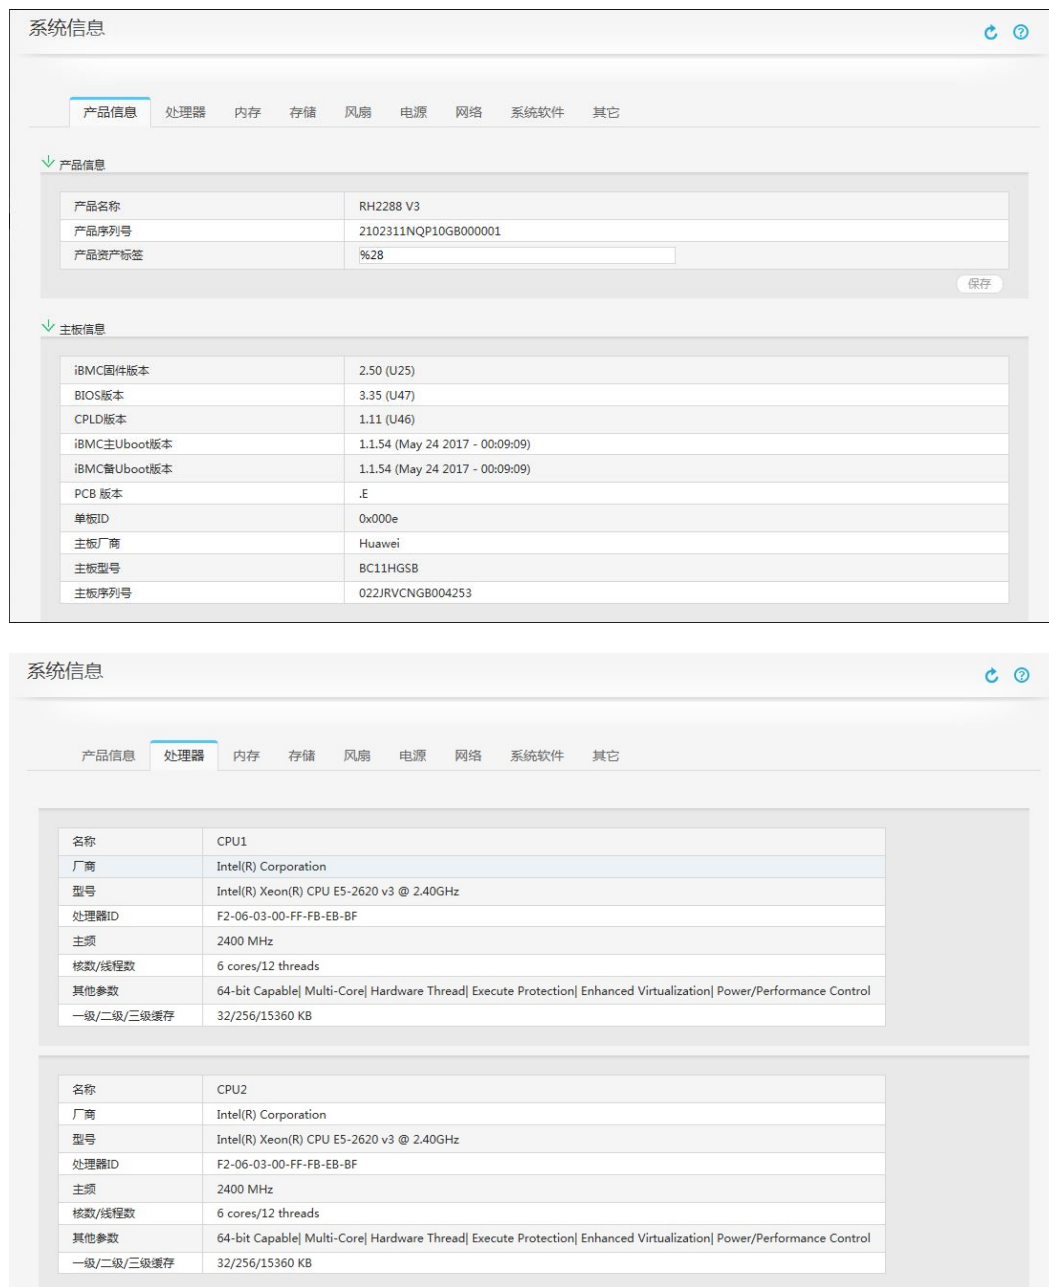 系统信息
产品信息 处理器 内存 存储 风扇 电源 网络 系统软件 其它
产品信息
产品名称 RH2288 V3
产品序列号 2102311NQP10GB000001
产品资产标签 %28
保存
主板信息
iBMC固件版本 2.50 (U25)
BIOS版本 3.35 (U47)
CPLD版本 1.11 (U46)
iBMC主Uboot版本 1.1.54 (May 24 2017 - 00:09:09)
iBMC备Uboot版本 1.1.54 (May 24 2017 - 00:09:09)
PCB 版本 .E
单板ID 0x000e
主板厂商 Huawei
主板型号 BC11HGSB
主板序列号 022JRVCNGB004253
系统信息
产品信息 处理器 内存 存储 风扇 电源 网络 系统软件 其它
名称 CPU1
厂商 Intel(R) Corporation
型号 Intel(R) Xeon(R) CPU E5-2620 v3 @ 2.40GHz
处理器ID F2-06-03-00-FF-FB-EB-BF
主频 2400 MHz
核数/线程数 6 cores/12 threads
其他参数 64-bit Capable| Multi-Core| Hardware Thread| Execute Protection| Enhanced Virtualization| Power/Performance Control
一级/二级/三级缓存 32/256/15360 KB
名称 CPU2
厂商 Intel(R) Corporation
型号 Intel(R) Xeon(R) CPU E5-2620 v3 @ 2.40GHz
处理器ID F2-06-03-00-FF-FB-EB-BF
主频 2400 MHz
核数/线程数 6 cores/12 threads
其他参数 64-bit Capable| Multi-Core| Hardware Thread| Execute Protection| Enhanced Virtualization| Power/Performance Control
一级/二级/三级缓存 32/256/15360 KB